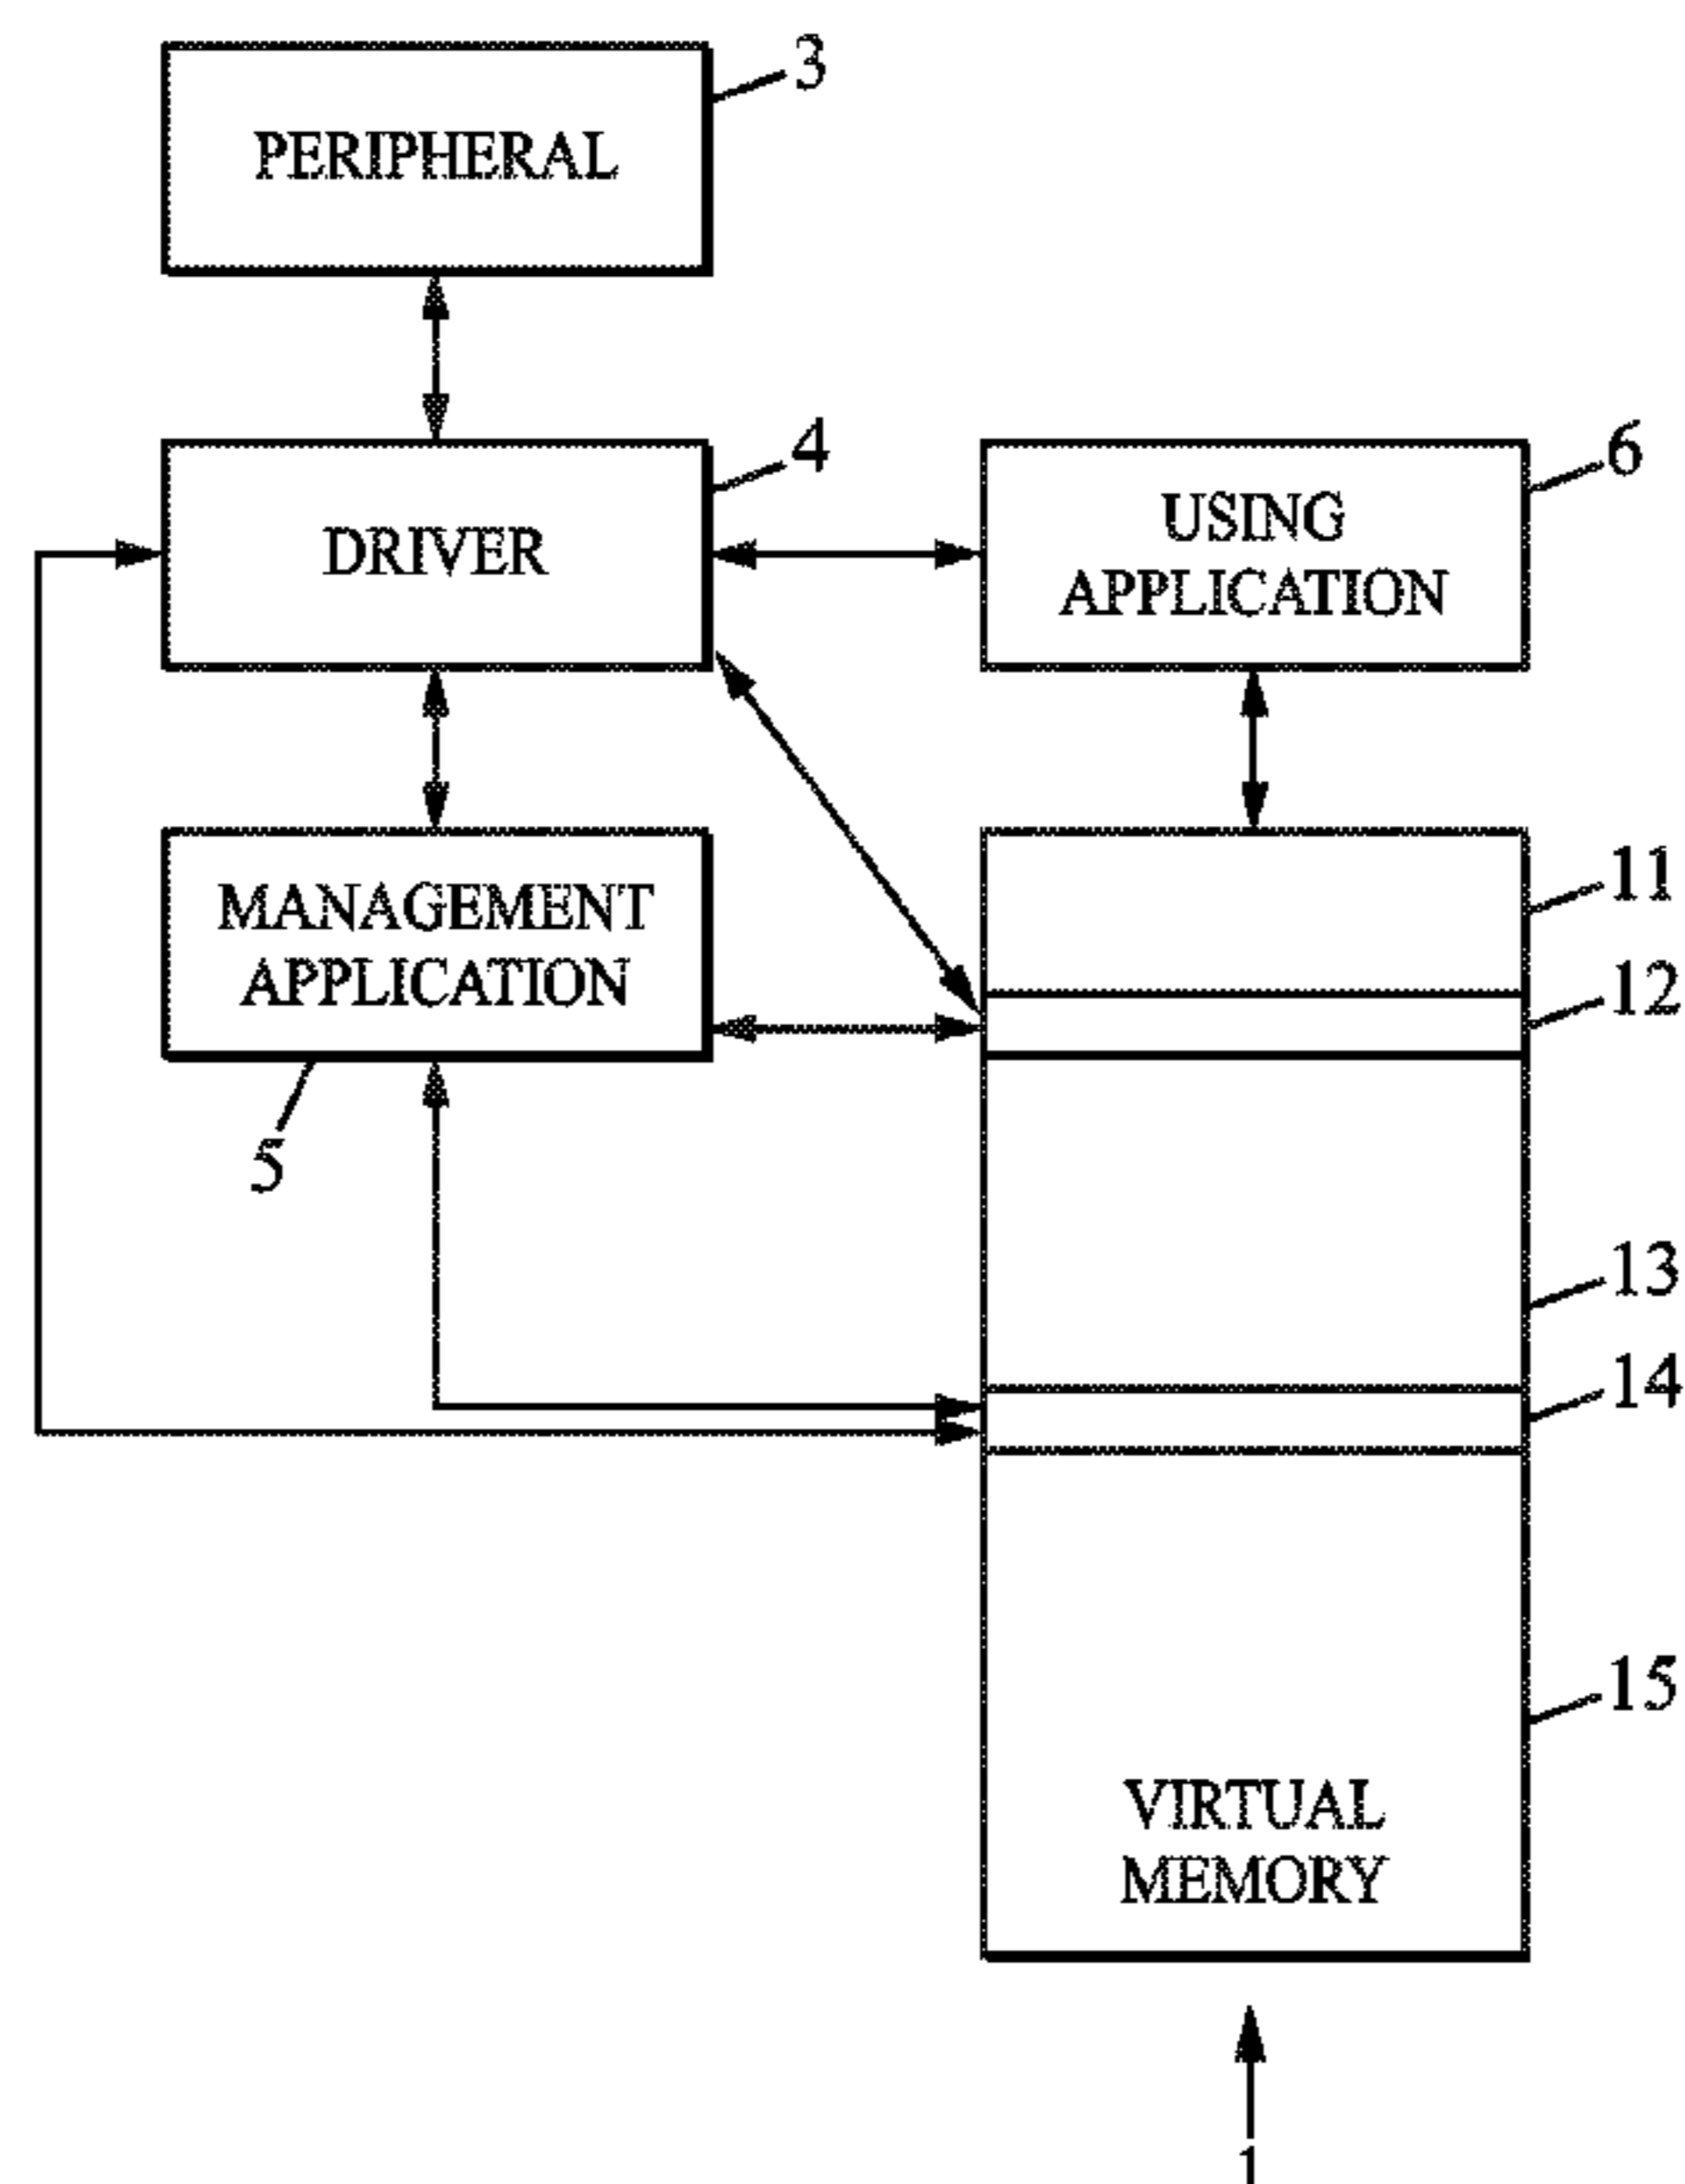 3
PERIPHERAL
4
6
DRIVER
USING
APPLICATION
11
MANAGEMENT
APPLICATION
12
5
13
14
15
VIRTUAL
MEMORY
1